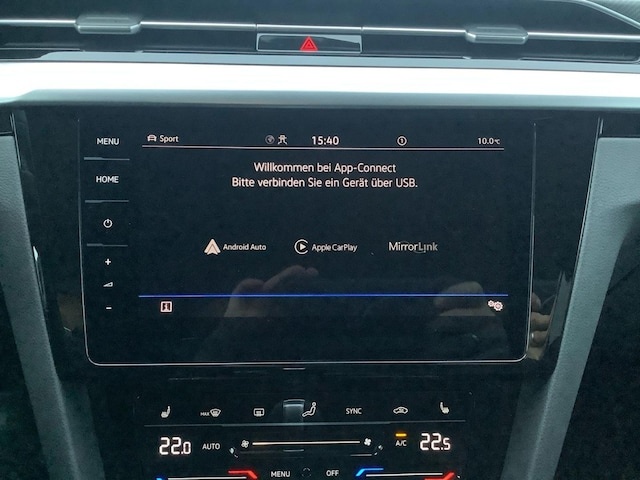 MENU
Sport
15:40
10.0°C
Willkommen bei App-Connect
Bitte verbinden Sie ein Gerät über USB.
HOME
Android Auto
Apple CarPlay
MirrorLink
+
-
MAX
SYNC
22.0
AUTO
A/C
22.5
MENU
OFF